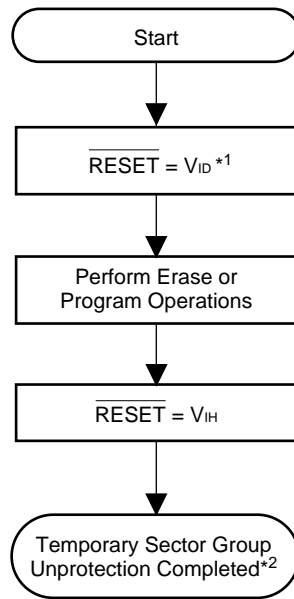 Start
RESET = VID *1
Perform Erase or
Program Operations
RESET = VIH
Temporary Sector Group
Unprotection Completed*2